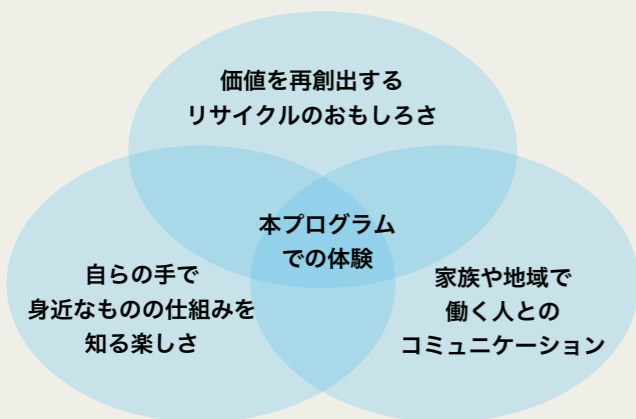 価値を再創出する
リサイクルのおもしろさ
本プログラム
での体験
自らの手で
身近なものの仕組みを
知る楽しさ
家族や地域で
働く人との
コミュニケーション